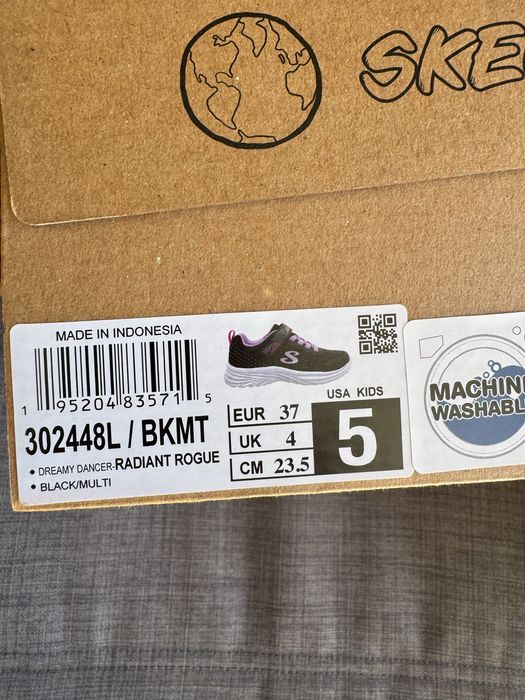 SKE
MADE IN INDONESIA
1 95204 83571 5
302448L / BKMT
• DREAMY DANCER-RADIANT ROGUE
• BLACK/MULTI
EUR 37
UK 4
CM 23.5
USA KIDS
5
MACHIN
WASHABL